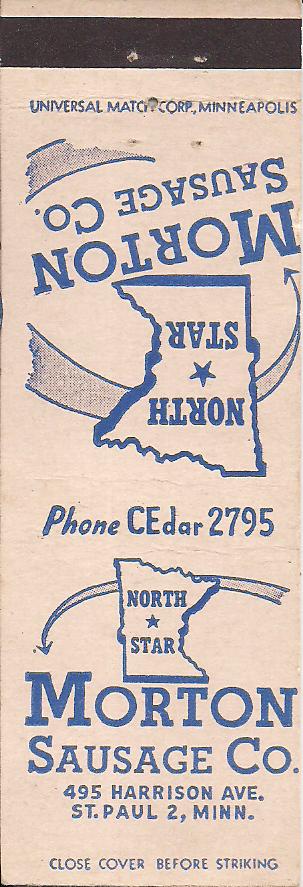 UNIVERSAL MATCH CORP., MINNEAPOLIS
NORTH
STAR
MORTON
SAUSAGE CO.
Phone CEdar 2795
NORTH
STAR
MORTON
SAUSAGE CO.
495 HARRISON AVE.
ST. PAUL 2, MINN.
CLOSE COVER BEFORE STRIKING